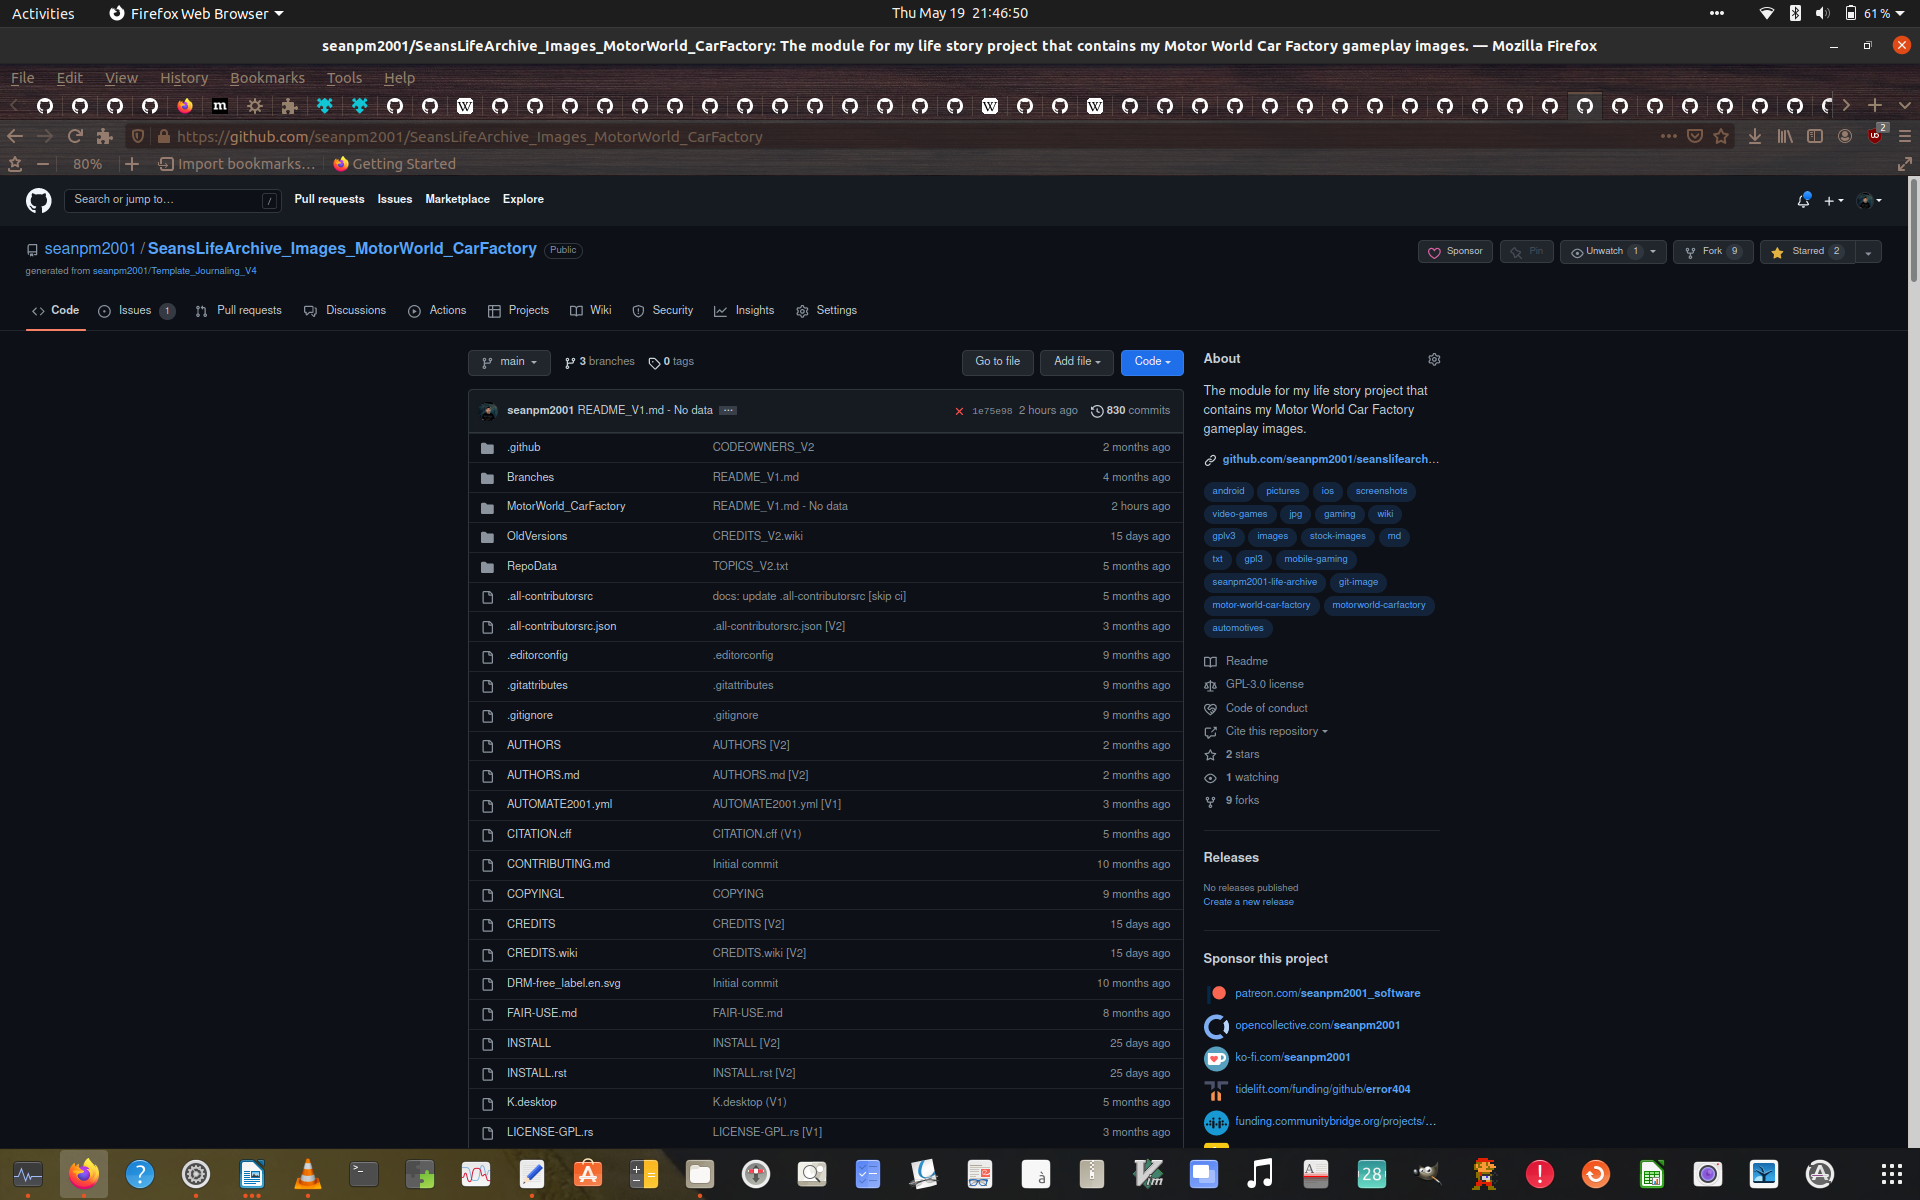 Activities
Firefox Web Browser
Thu May 19 21:46:50
61 %
seanpm2001/SeansLifeArchive_Images_MotorWorld_CarFactory: The module for my life story project that contains my Motor World Car Factory gameplay images. — Mozilla Firefox
File Edit View History Bookmarks Tools Help
https://github.com/seanpm2001/SeansLifeArchive_Images_MotorWorld_CarFactory
2
80%
Import bookmarks...
Getting Started
Search or jump to...
/
Pull requests
Issues
Marketplace
Explore
seanpm2001 / SeansLifeArchive_Images_MotorWorld_CarFactory
Public
generated from seanpm2001/Template_Journaling_V4
Sponsor
Pin
Unwatch 1
Fork 9
Starred 2
Code
Issues 1
Pull requests
Discussions
Actions
Projects
Wiki
Security
Insights
Settings
main
3 branches
0 tags
Go to file
Add file
Code
seanpm2001 README_V1.md - No data
1e75e98 2 hours ago
830 commits
.github CODEOWNERS_V2 2 months ago
Branches README_V1.md 4 months ago
MotorWorld_CarFactory README_V1.md - No data 2 hours ago
OldVersions CREDITS_V2.wiki 15 days ago
RepoData TOPICS_V2.txt 5 months ago
.all-contributorsrc docs: update .all-contributorsrc [skip ci] 5 months ago
.all-contributorsrc.json .all-contributorsrc.json [V2] 3 months ago
.editorconfig .editorconfig 9 months ago
.gitattributes .gitattributes 9 months ago
.gitignore .gitignore 9 months ago
AUTHORS AUTHORS [V2] 2 months ago
AUTHORS.md AUTHORS.md [V2] 2 months ago
AUTOMATE2001.yml AUTOMATE2001.yml [V1] 3 months ago
CITATION.cff CITATION.cff (V1) 5 months ago
CONTRIBUTING.md Initial commit 10 months ago
COPYINGL COPYING 9 months ago
CREDITS CREDITS [V2] 15 days ago
CREDITS.wiki CREDITS.wiki [V2] 15 days ago
DRM-free_label.en.svg Initial commit 10 months ago
FAIR-USE.md FAIR-USE.md 8 months ago
INSTALL INSTALL [V2] 25 days ago
INSTALL.rst INSTALL.rst [V2] 25 days ago
K.desktop K.desktop (V1) 5 months ago
LICENSE-GPL.rs LICENSE-GPL.rs [V1] 3 months ago
About
The module for my life story project that
contains my Motor World Car Factory
gameplay images.
github.com/seanpm2001/seanslifearch...
android pictures ios screenshots
video-games jpg gaming wiki
gplv3 images stock-images md
txt gpl3 mobile-gaming
seanpm2001-life-archive git-image
motor-world-car-factory motorworld-carfactory
automotives
Readme
GPL-3.0 license
Code of conduct
Cite this repository
2 stars
1 watching
9 forks
Releases
No releases published
Create a new release
Sponsor this project
patreon.com/seanpm2001_software
opencollective.com/seanpm2001
ko-fi.com/seanpm2001
tidelift.com/funding/github/error404
funding.communitybridge.org/projects/...
28